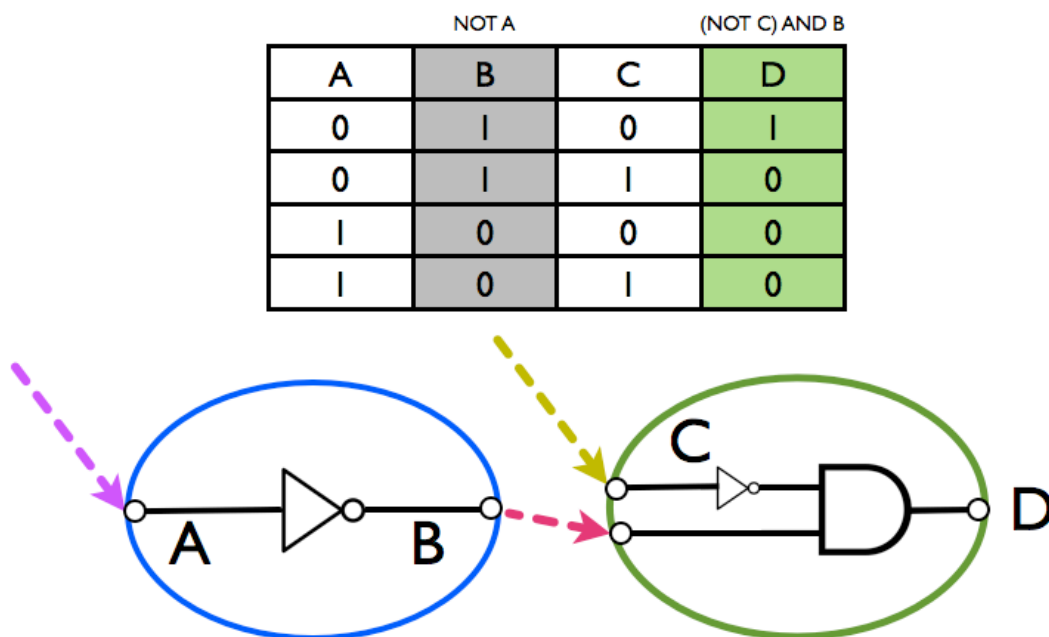 NOT A (NOT C) AND B
A B C D
0 1 0 1
0 1 1 0
1 0 0 0
1 0 1 0
C
A B D